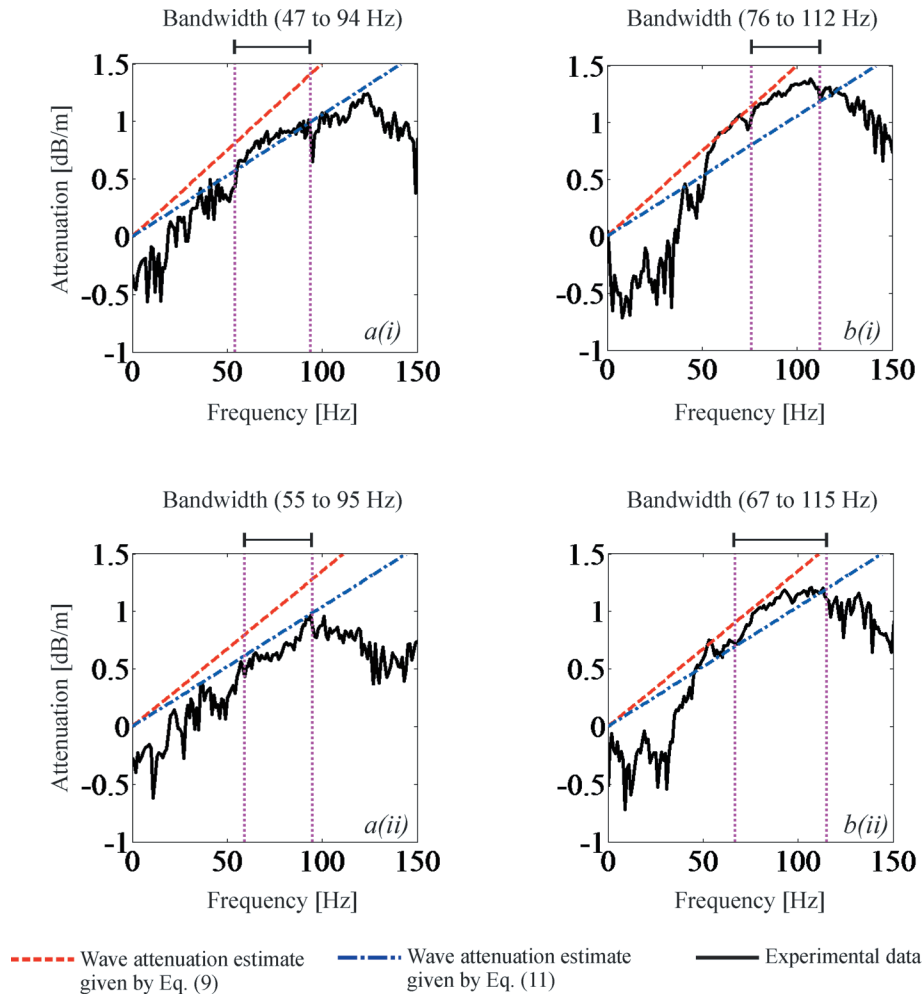 Bandwidth (47 to 94 Hz)
Bandwidth (76 to 112 Hz)
1.5
1
0.5
0
-0.5
-1
Attenuation [dB/m]
a(i)
0 50 100 150
Frequency [Hz]
1.5
1
0.5
0
-0.5
-1
b(i)
0 50 100 150
Frequency [Hz]
Bandwidth (55 to 95 Hz)
Bandwidth (67 to 115 Hz)
1.5
1
0.5
0
-0.5
-1
Attenuation [dB/m]
a(ii)
0 50 100 150
Frequency [Hz]
1.5
1
0.5
0
-0.5
-1
b(ii)
0 50 100 150
Frequency [Hz]
Wave attenuation estimate
given by Eq. (9)
Wave attenuation estimate
given by Eq. (11)
Experimental data